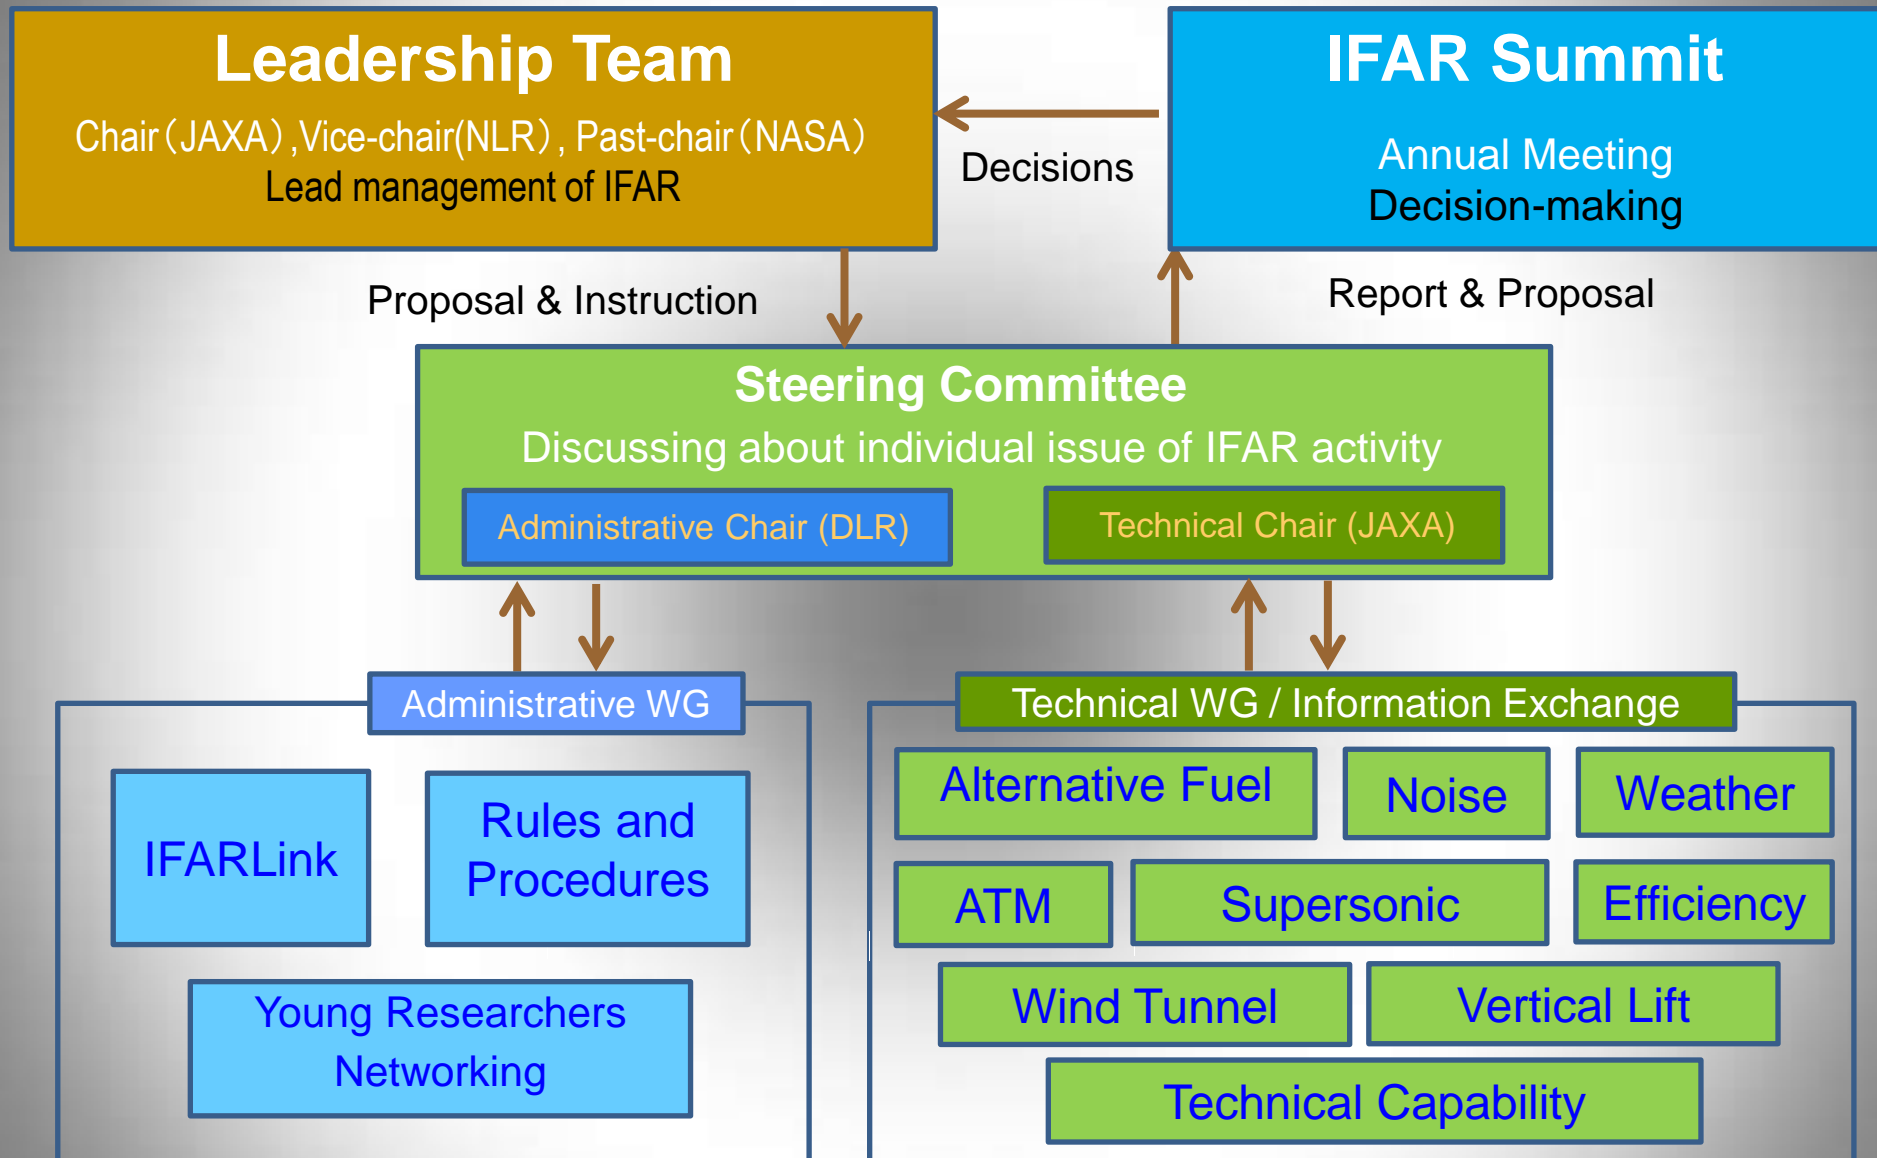 Leadership Team
Chair（JAXA）,Vice-chair(NLR）, Past-chair（NASA）
Lead management of IFAR
IFAR Summit
Annual Meeting
Decision-making
Decisions
Proposal & Instruction
Report & Proposal
Steering Committee
Discussing about individual issue of IFAR activity
Administrative Chair (DLR)
Technical Chair (JAXA)
Administrative WG
IFARLink
Rules and
Procedures
Young Researchers
Networking
Technical WG / Information Exchange
Alternative Fuel
Noise
Weather
ATM
Supersonic
Efficiency
Wind Tunnel
Vertical Lift
Technical Capability